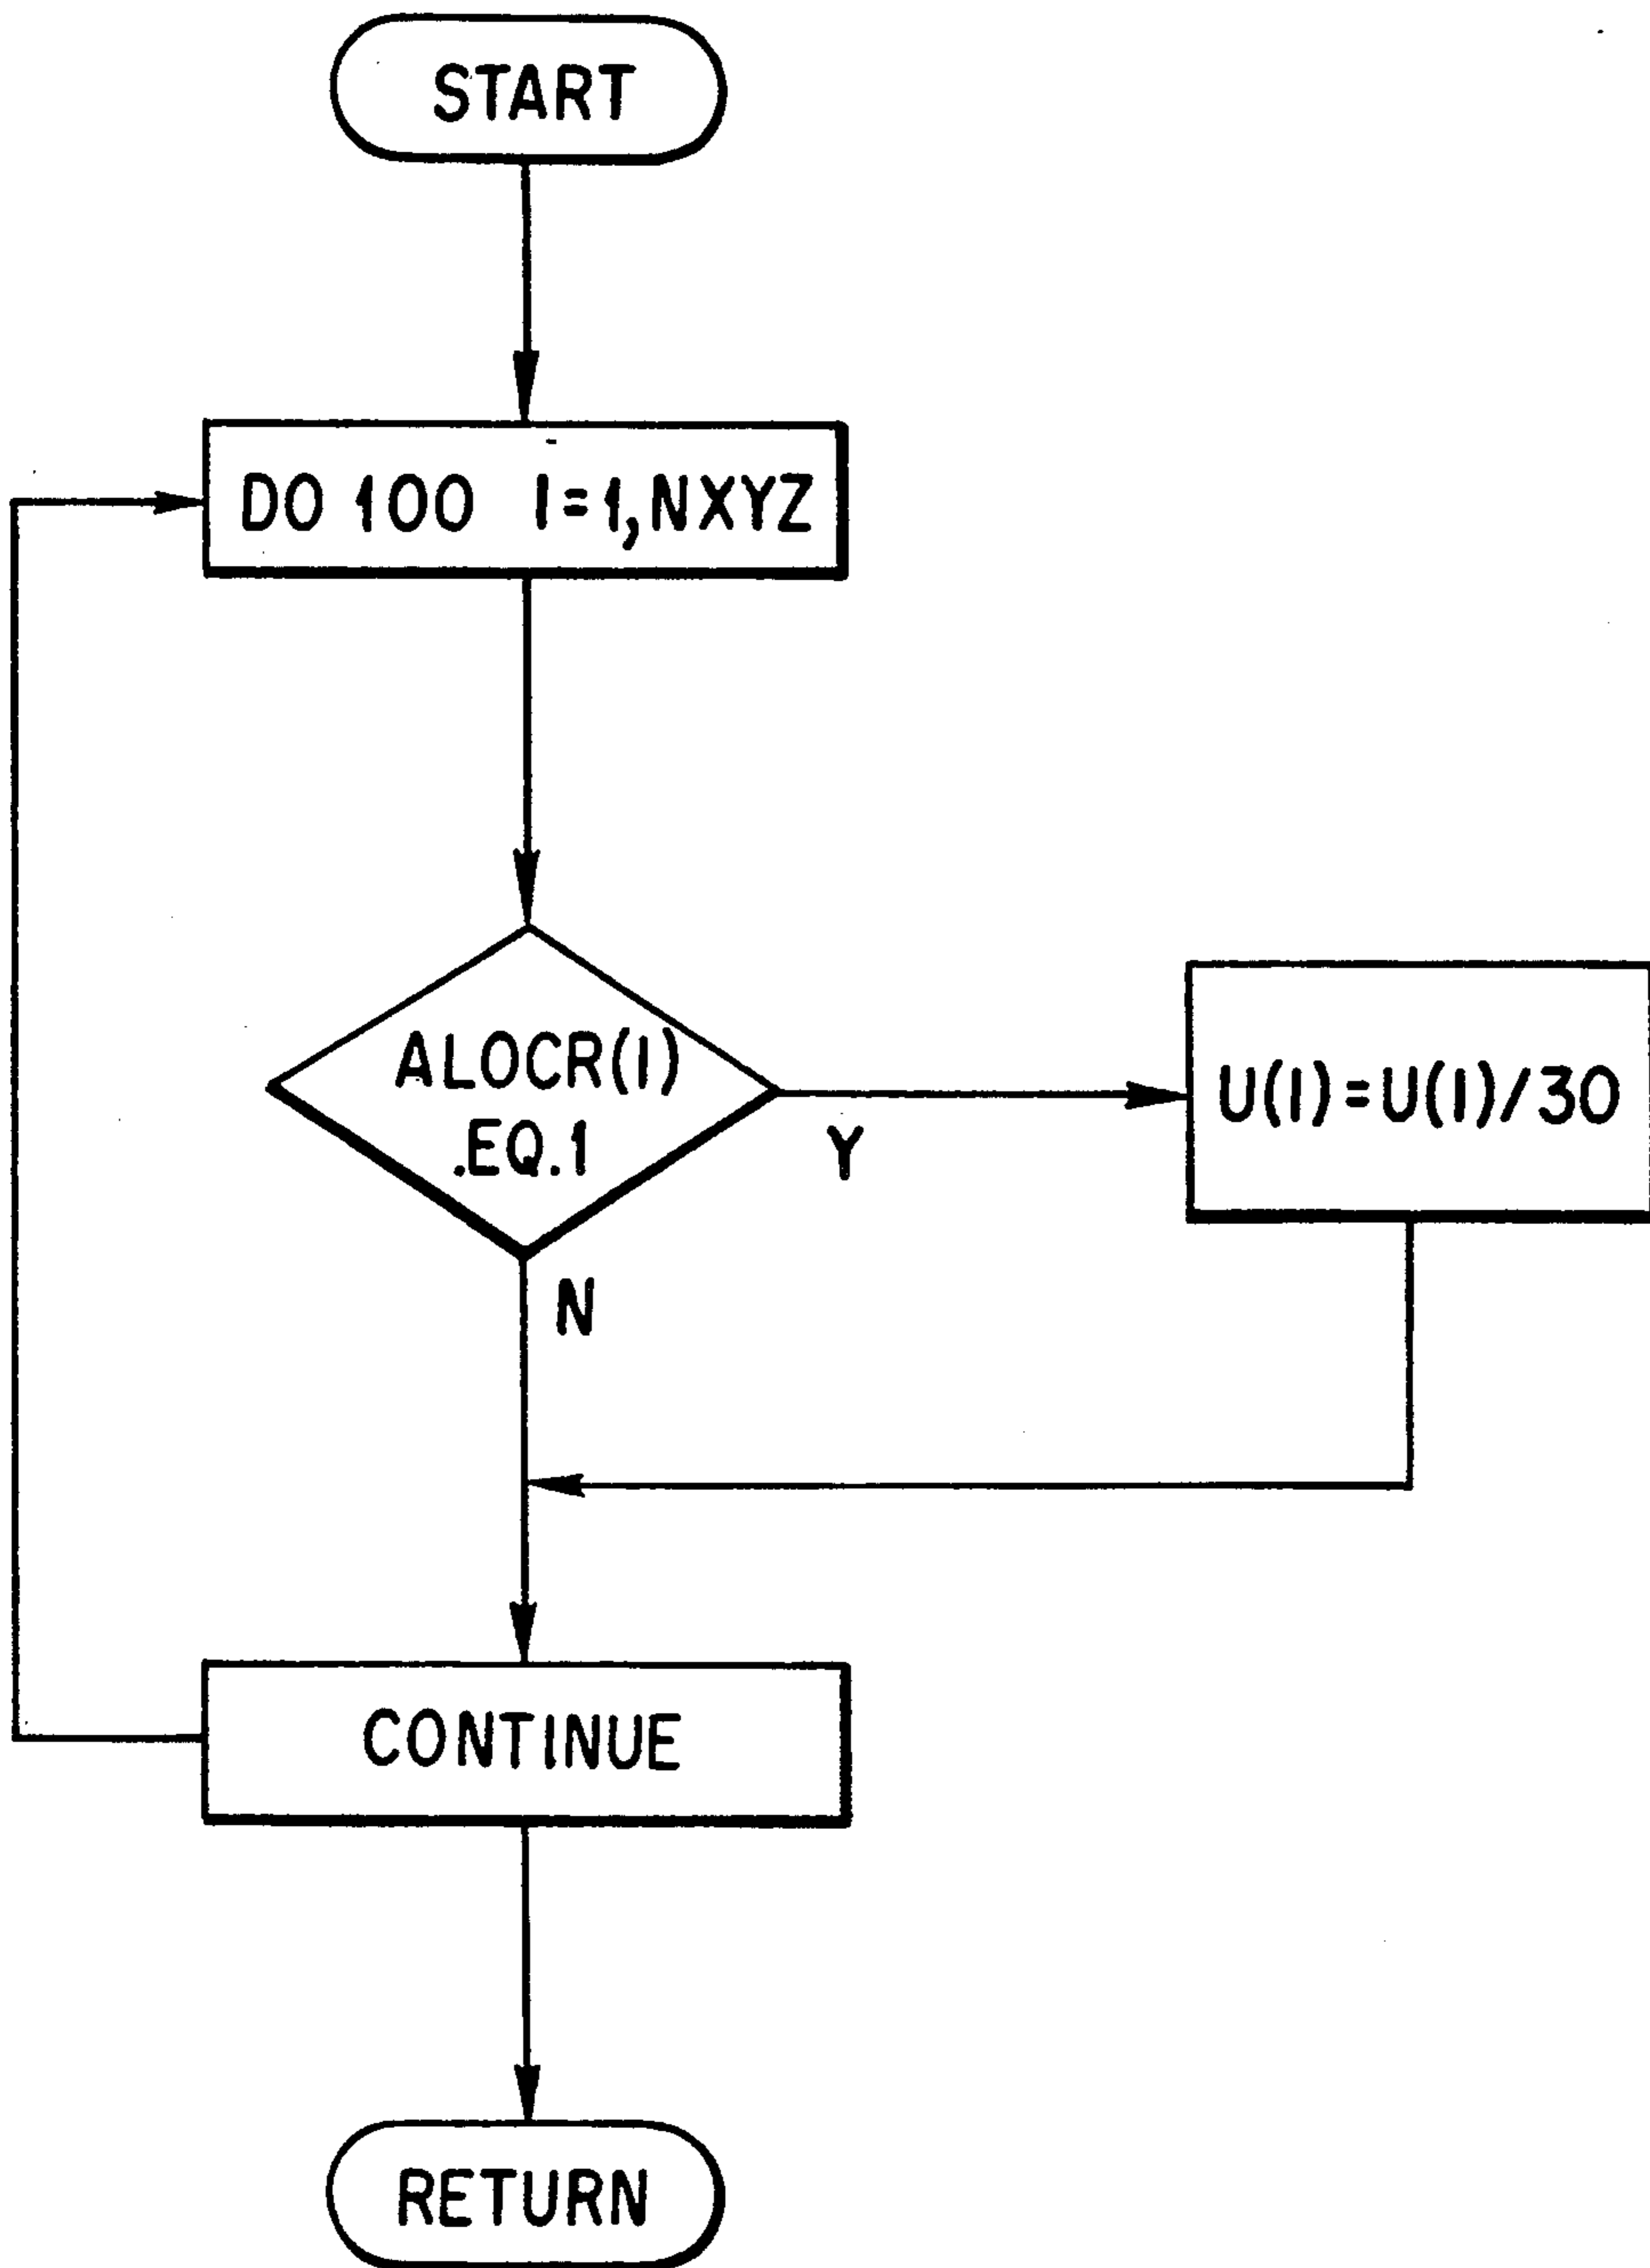 START
DO 100 I=1,NXYZ
ALOCR(I)
.EQ.1
Y
U(I)=U(I)/30
N
CONTINUE
RETURN